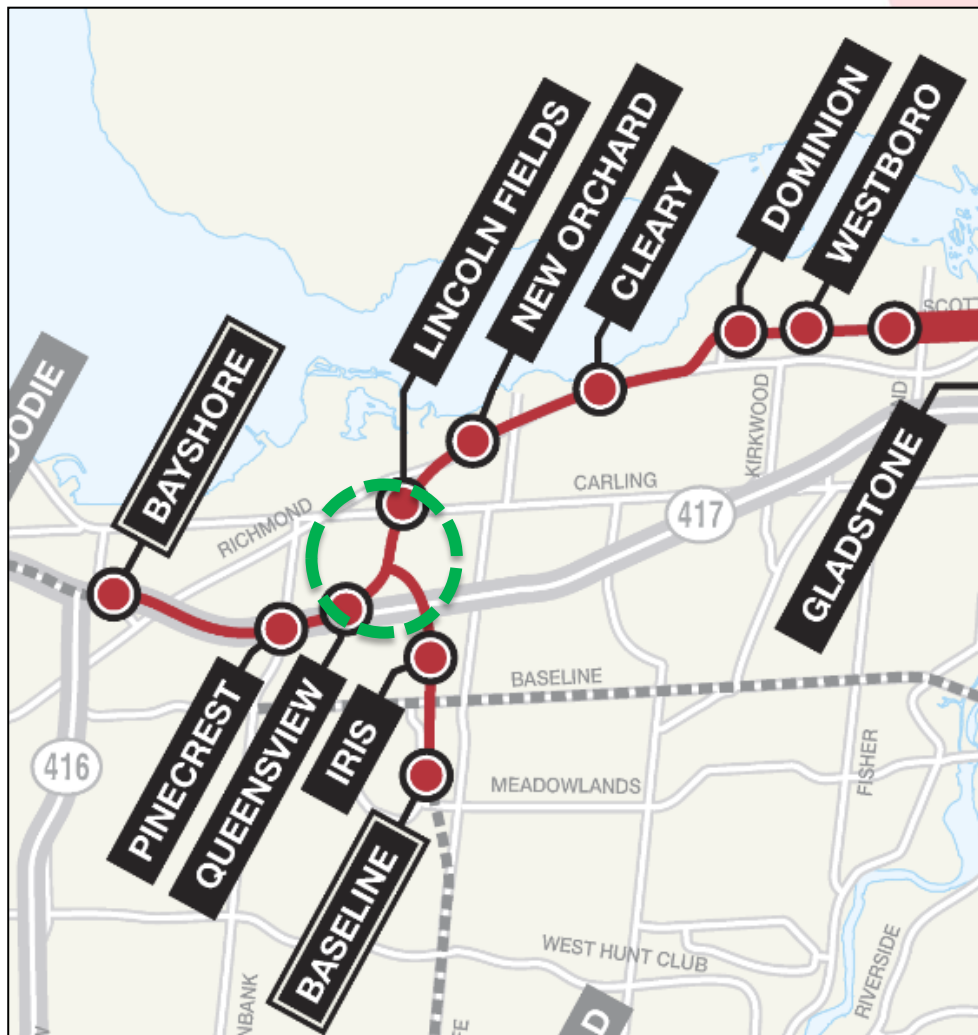 DOMINION
WESTBORO
LINCOLN FIELDS
NEW ORCHARD
CLEARY
SCOTT
BAYSHORE
KIRKWOOD
GLADSTONE
CARLING
RICHMOND
417
BASELINE
PINECREST
QUEENSVIEW
IRIS
416
MEADOWLANDS
FISHER
BASELINE
WEST HUNT CLUB
RIVERSIDE